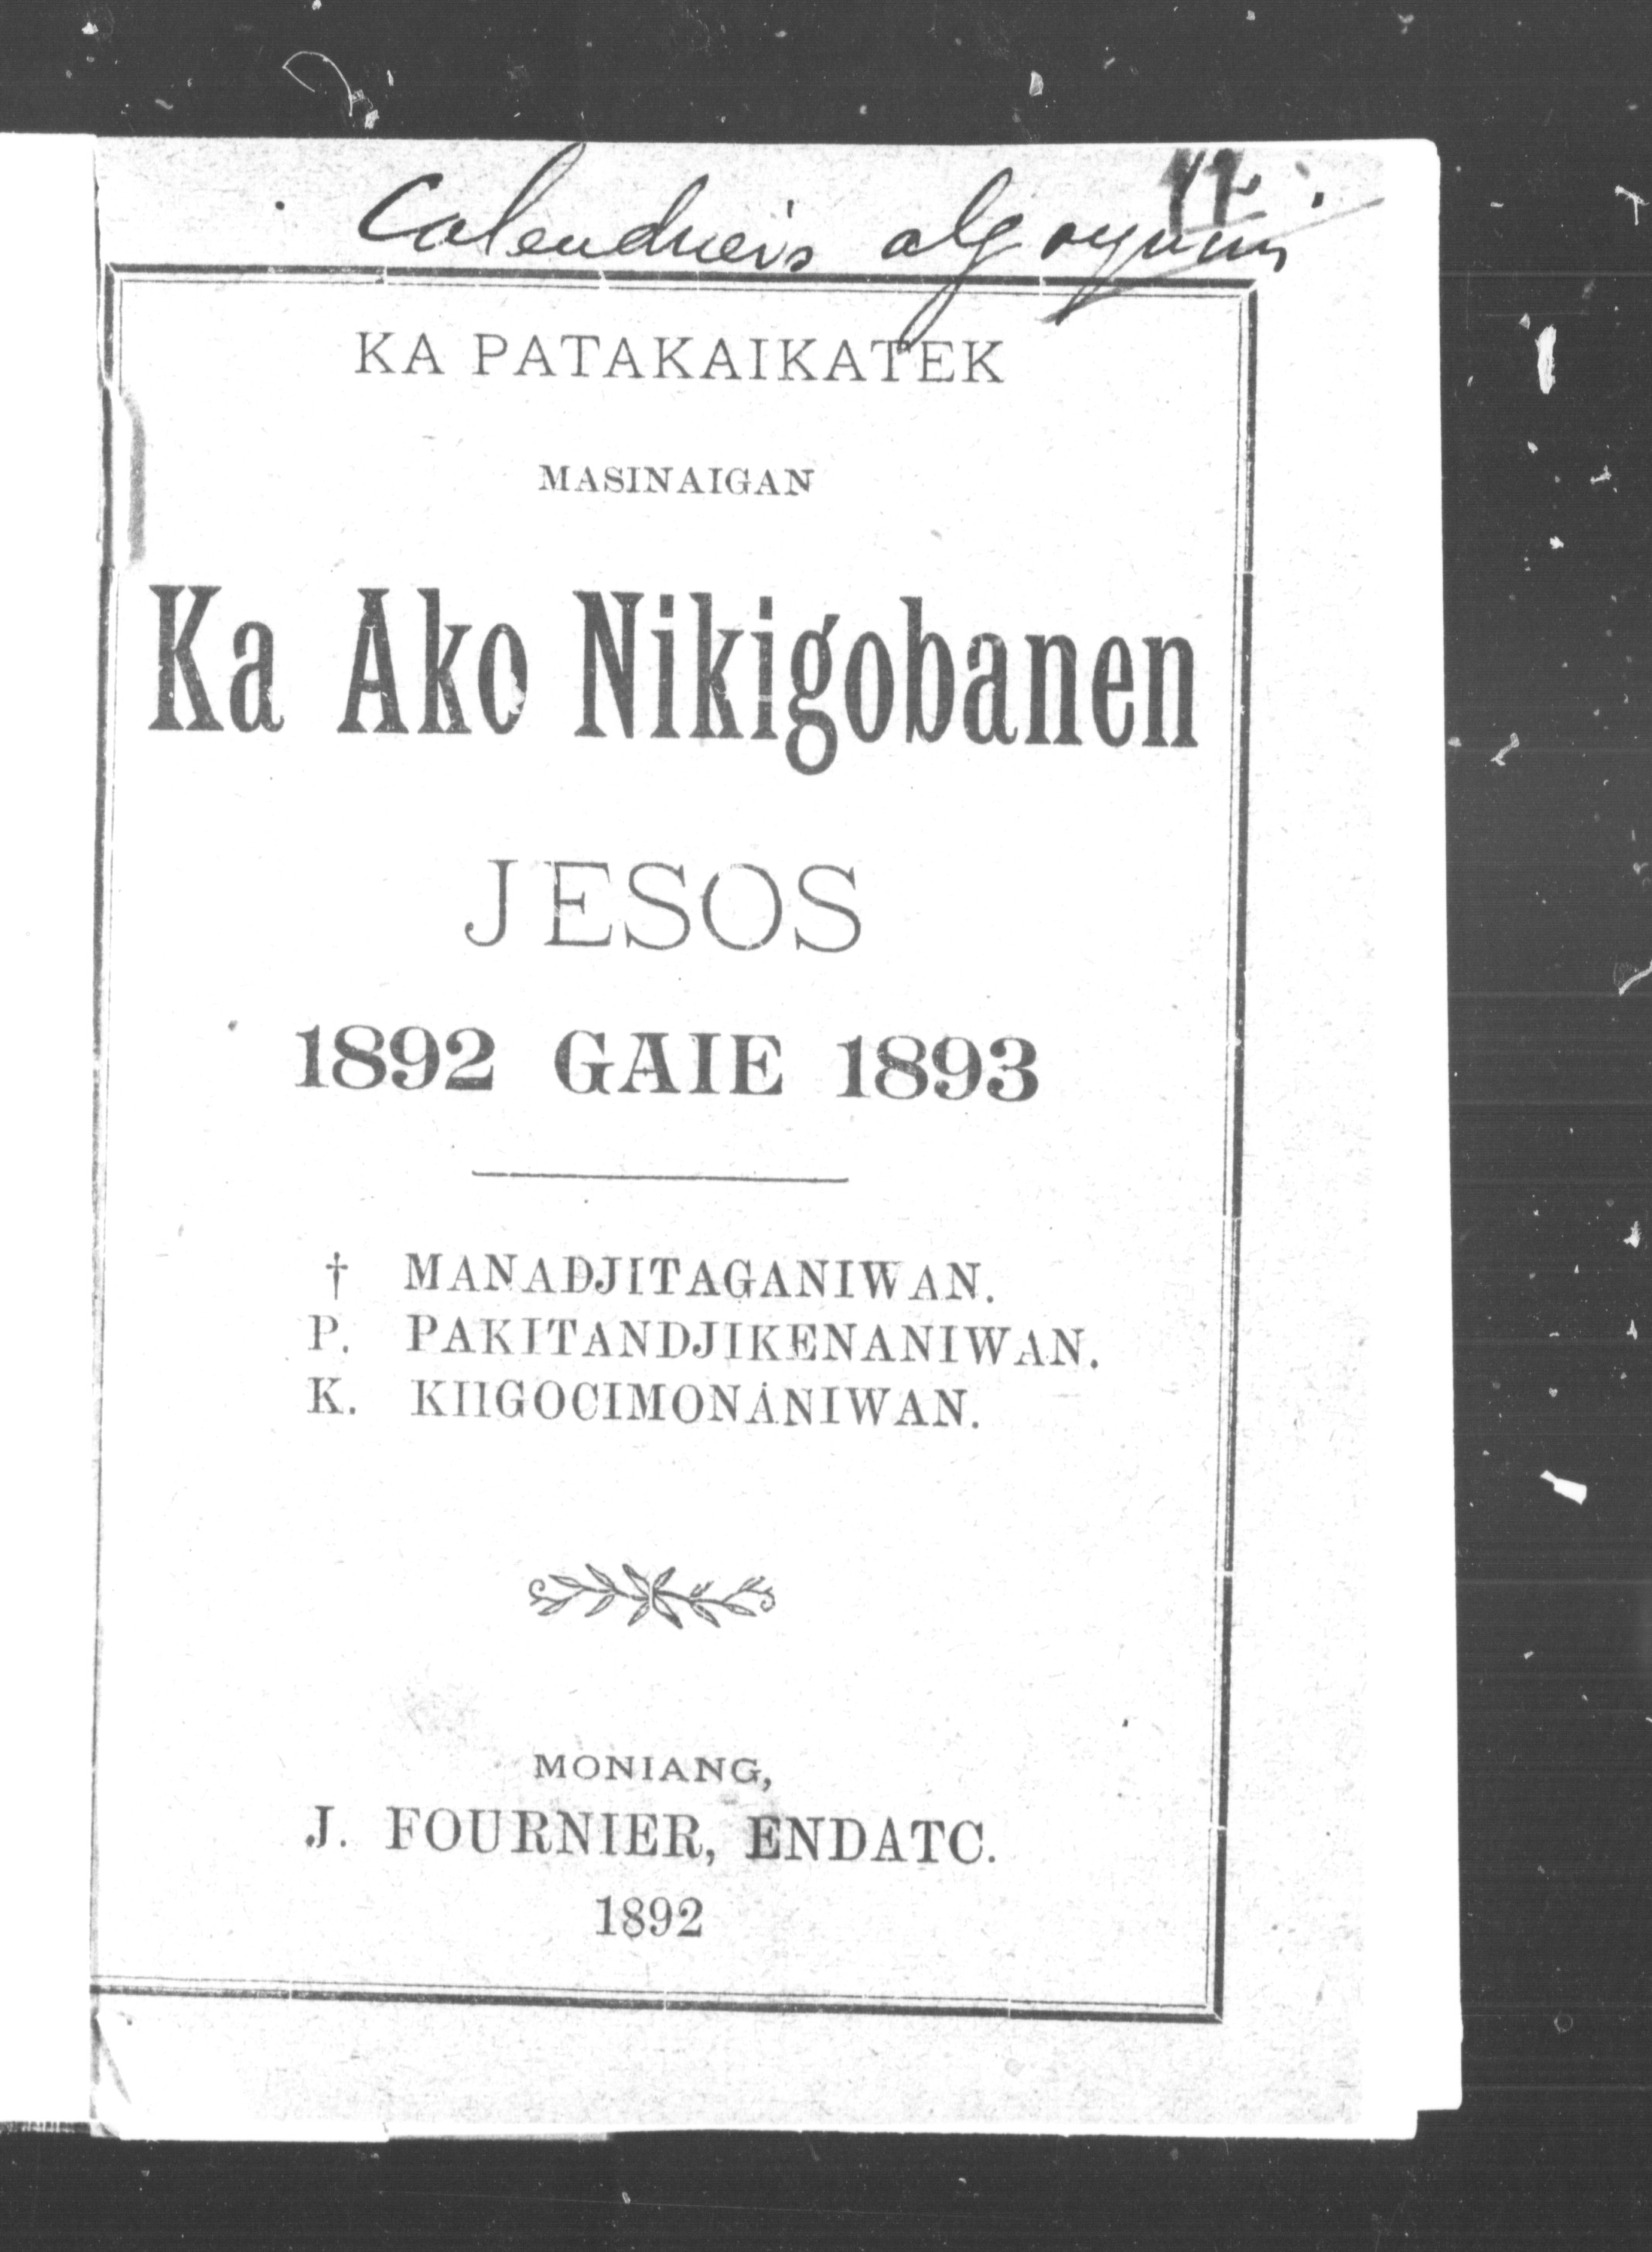 Calendriers algonquins
KA PATAKAIKATEK
MASINAIGAN
Ka Ako Nikigobanen
JESOS
1892 GAIE 1893
† MANADJITAGANIWAN.
P. PAKITANDJIKENANIWAN.
K. KIIGOCIMONANIWAN.
MONIANG,
J. FOURNIER, ENDATC.
1892